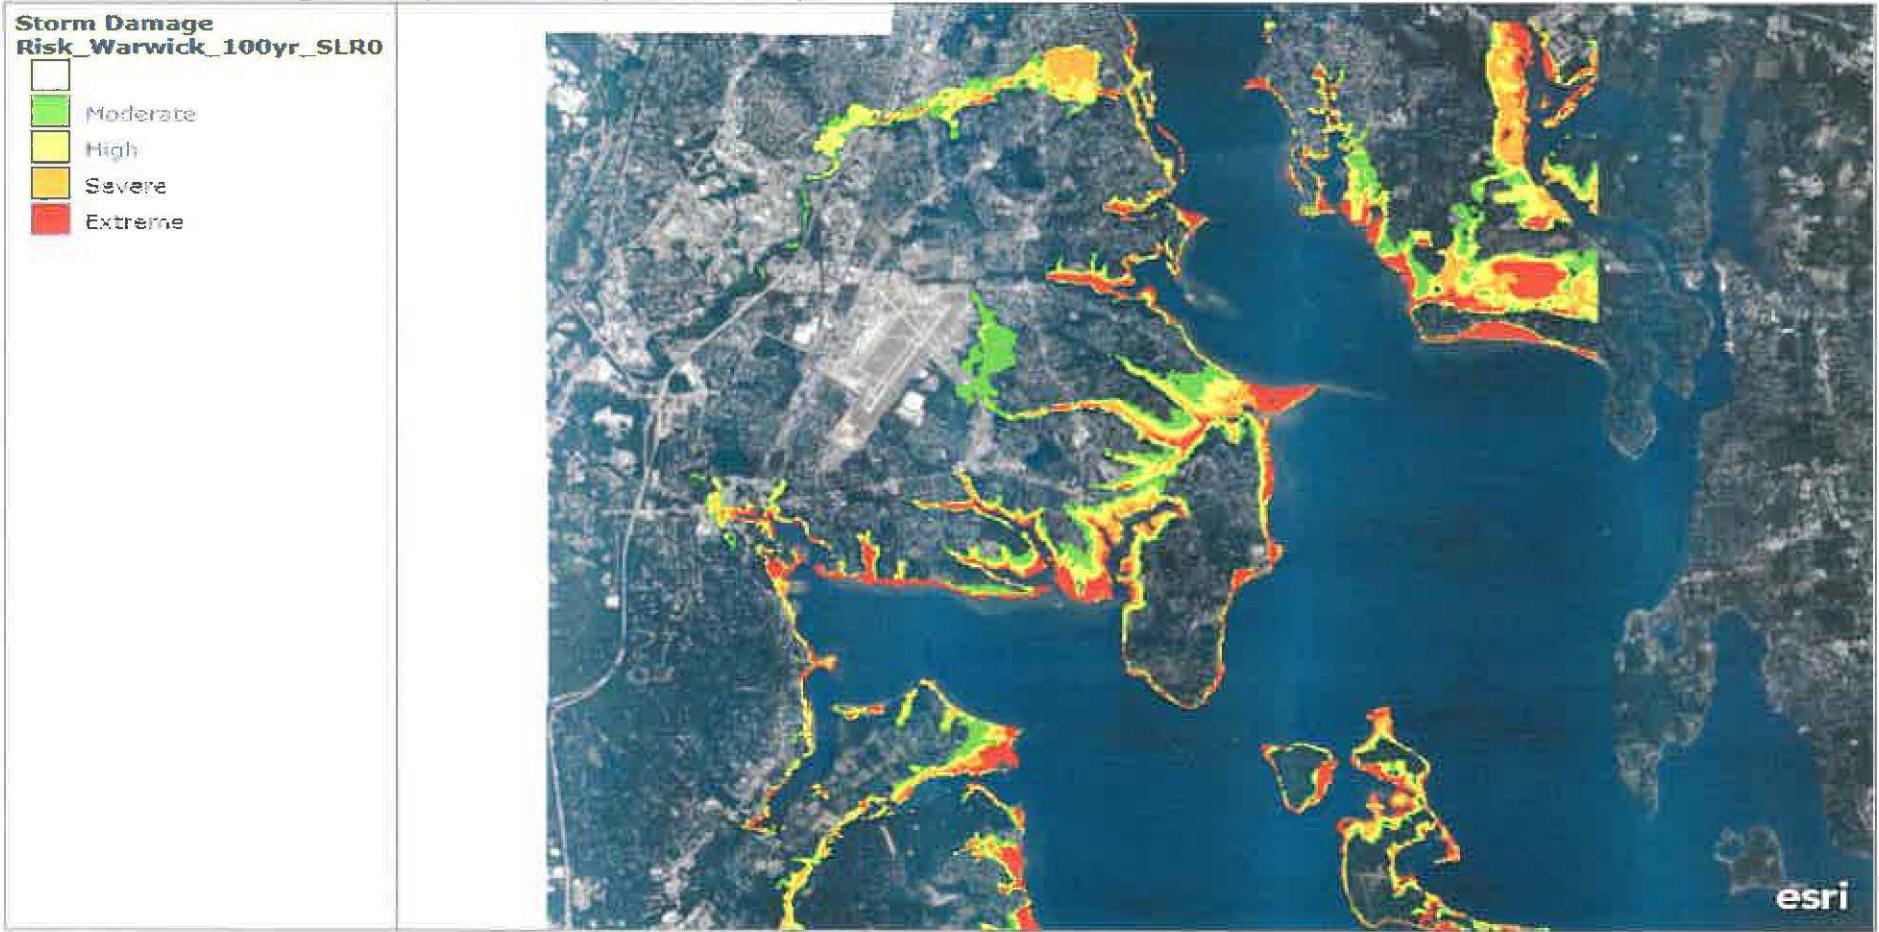 Storm Damage
Risk_Warwick_100yr_SLR0
Moderate
High
Severe
Extreme
esri